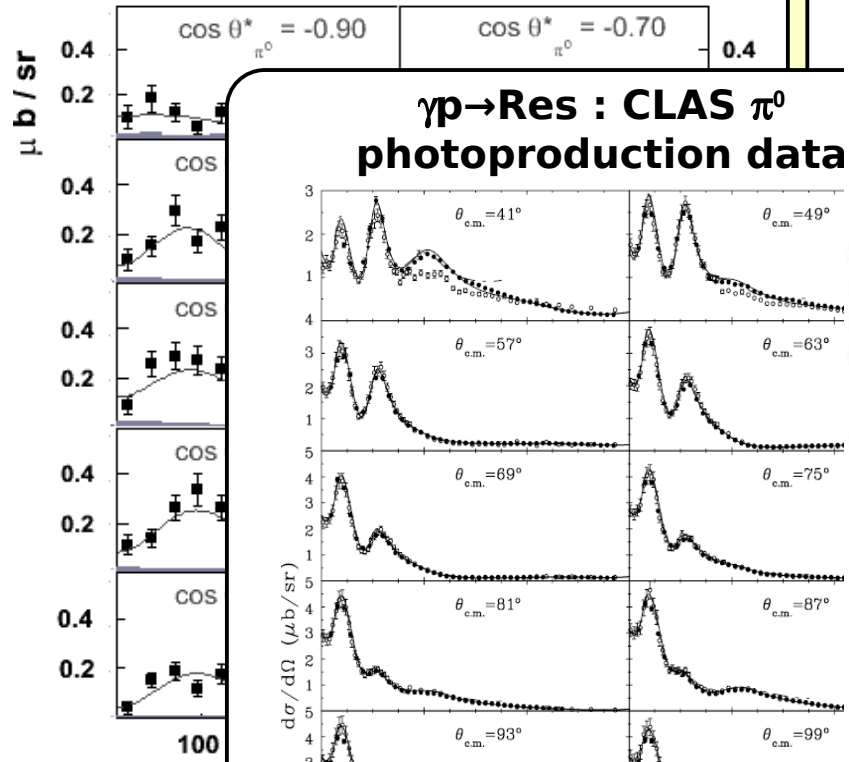 cos θ* π⁰ = -0.90
cos θ* π⁰ = -0.70
0.4
0.4
0.2
μ b / sr
cos
0.4
0.2
cos
0.4
0.2
cos
0.4
0.2
cos
0.4
0.2
100
γp→Res : CLAS π⁰
photoproduction data
3
2
1
4
θc.m.=41°
θc.m.=49°
3
2
1
5
θc.m.=57°
θc.m.=63°
4
3
2
1
5
θc.m.=69°
θc.m.=75°
4
3
2
1
5
θc.m.=81°
θc.m.=87°
4
3
θc.m.=93°
θc.m.=99°
dσ/dΩ (μb/sr)